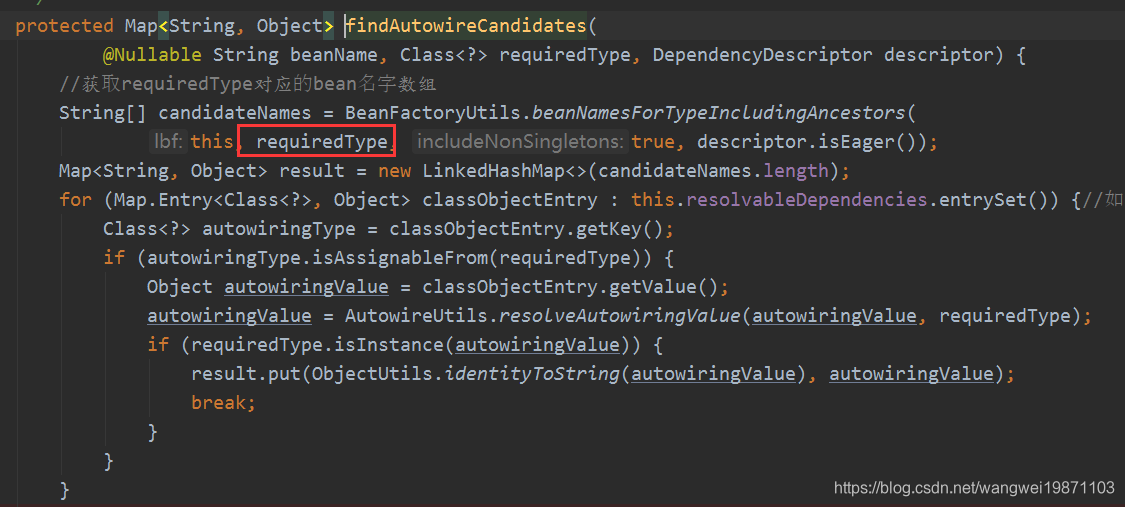 */
protected Map<String, Object> findAutowireCandidates(
@Nullable String beanName, Class<?> requiredType, DependencyDescriptor descriptor) {
//获取requiredType对应的bean名字数组
String[] candidateNames = BeanFactoryUtils.beanNamesForTypeIncludingAncestors(
lbf: this, requiredType, includeNonSingletons: true, descriptor.isEager());
Map<String, Object> result = new LinkedHashMap<>(candidateNames.length);
for (Map.Entry<Class<?>, Object> classObjectEntry : this.resolvableDependencies.entrySet()) {//如
Class<?> autowiringType = classObjectEntry.getKey();
if (autowiringType.isAssignableFrom(requiredType)) {
Object autowiringValue = classObjectEntry.getValue();
autowiringValue = AutowireUtils.resolveAutowiringValue(autowiringValue, requiredType);
if (requiredType.isInstance(autowiringValue)) {
result.put(ObjectUtils.identityToString(autowiringValue), autowiringValue);
break;
}
}
}
https://blog.csdn.net/wangwei19871103